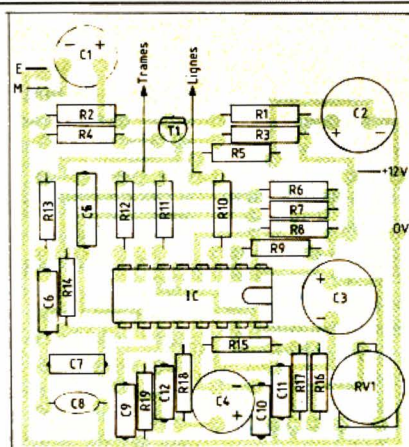 C1
Trames
Lignes
E
M
R2
R1
C2
R4
T1
R3
R5
+12V
R13
R12
R11
R10
R6
R7
R8
0V
R9
R14
C6
IC
C3
R15
C7
C8
C9
R19
C12
R18
C4
C10
C11
R17
R16
RV1